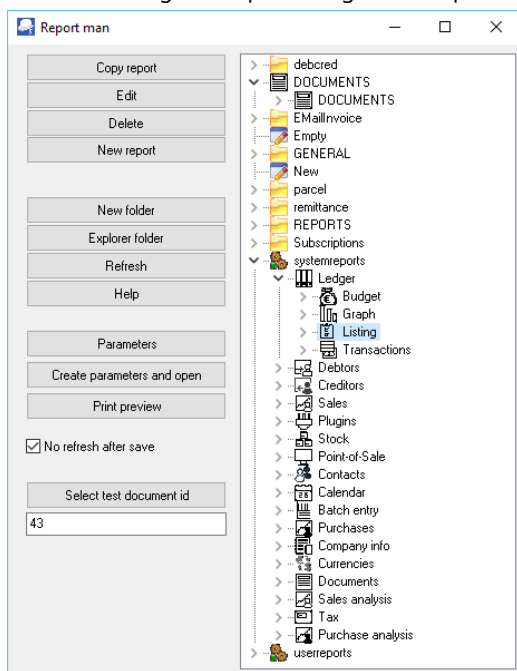 Report man
Copy report
Edit
Delete
New report
New folder
Explorer folder
Refresh
Help
Parameters
Create parameters and open
Print preview
No refresh after save
Select test document id
43
debcred
DOCUMENTS
DOCUMENTS
EMailInvoice
Empty
GENERAL
New
parcel
remittance
REPORTS
Subscriptions
systemreports
Ledger
Budget
Graph
Listing
Transactions
Debtors
Creditors
Sales
Plugins
Stock
Point-of-Sale
Contacts
Calendar
Batch entry
Purchases
Company info
Currencies
Documents
Sales analysis
Tax
Purchase analysis
userreports